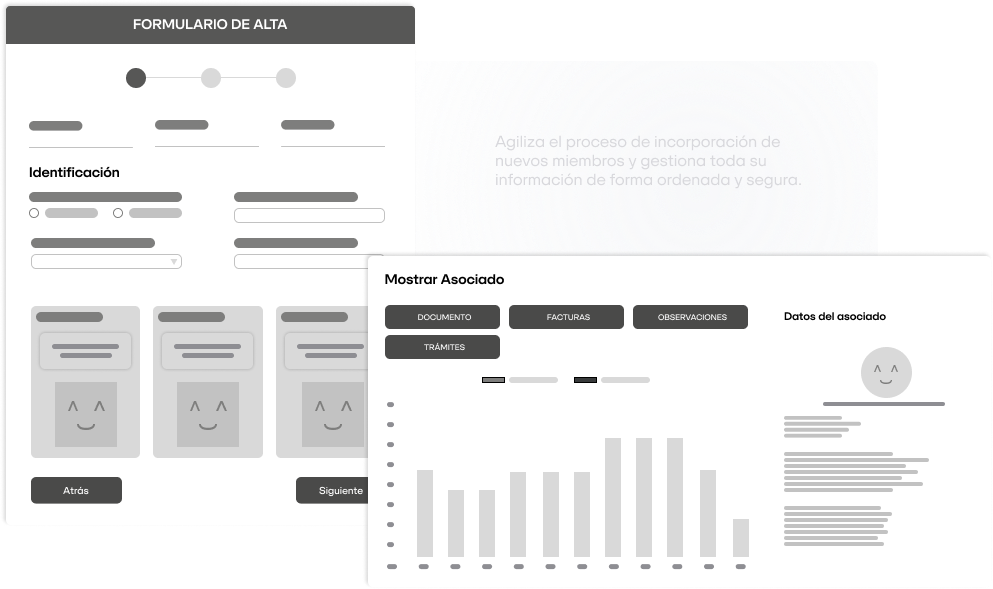 FORMULARIO DE ALTA
Agiliza el proceso de incorporación de
nuevos miembros y gestiona toda su
información de forma ordenada y segura.
Identificación
Atrás
Siguiente
Mostrar Asociado
DOCUMENTO
FACTURAS
OBSERVACIONES
TRÁMITES
Datos del asociado